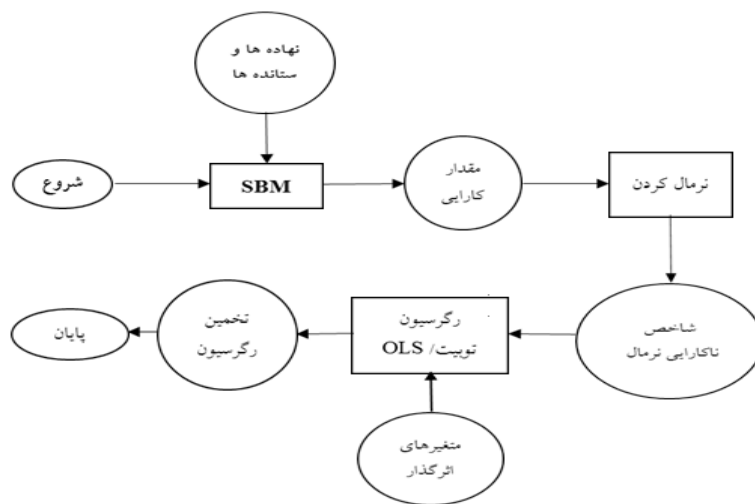 نهاده ها و
ستانده ها
شروع
SBM
مقدار
کارایی
نرمال کردن
شاخص
ناکارایی نرمال
رگرسیون
توبیت/ OLS
تخمین
رگرسیون
پایان
متغیرهای
اثرگذار